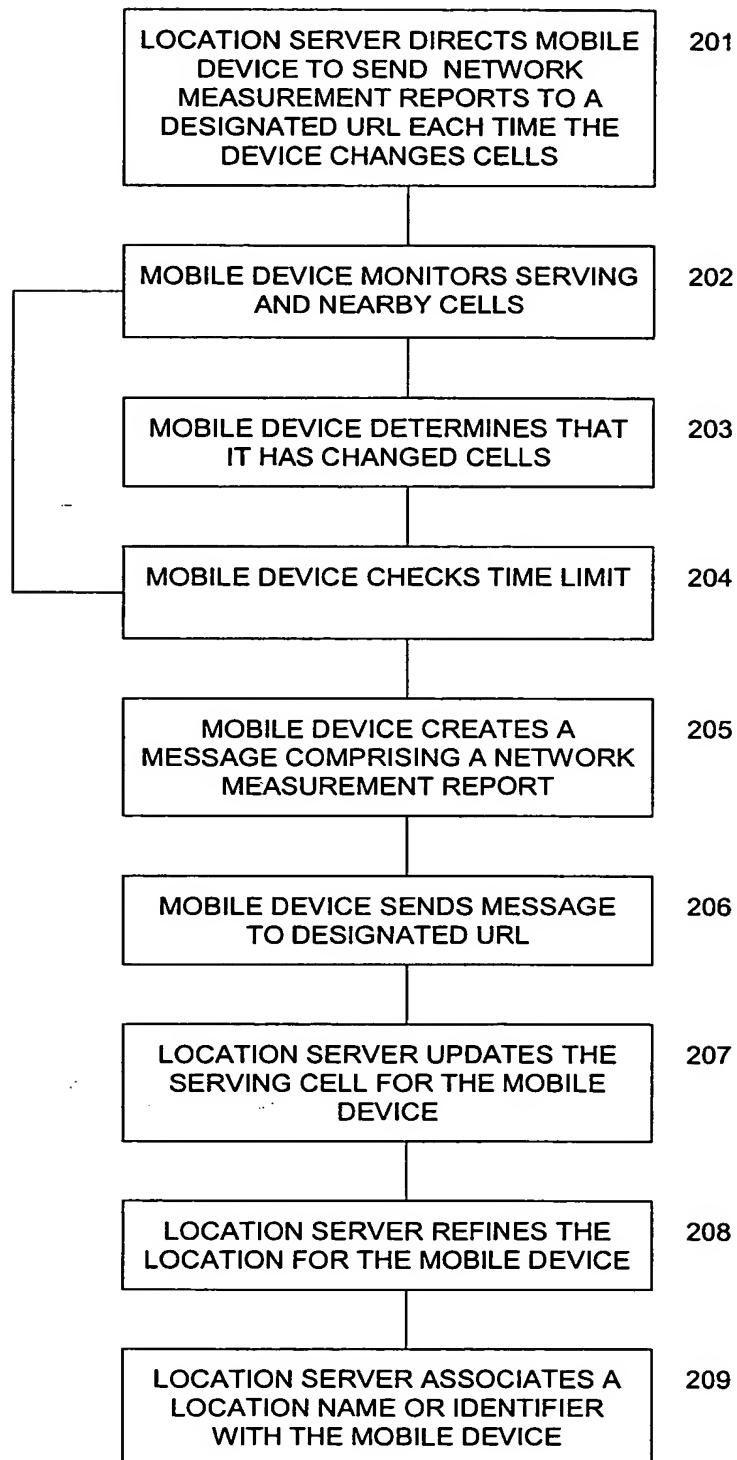 LOCATION SERVER DIRECTS MOBILE 201
DEVICE TO SEND NETWORK
MEASUREMENT REPORTS TO A
DESIGNATED URL EACH TIME THE
DEVICE CHANGES CELLS
MOBILE DEVICE MONITORS SERVING 202
AND NEARBY CELLS
MOBILE DEVICE DETERMINES THAT 203
IT HAS CHANGED CELLS
MOBILE DEVICE CHECKS TIME LIMIT 204
MOBILE DEVICE CREATES A 205
MESSAGE COMPRISING A NETWORK
MEASUREMENT REPORT
MOBILE DEVICE SENDS MESSAGE 206
TO DESIGNATED URL
LOCATION SERVER UPDATES THE 207
SERVING CELL FOR THE MOBILE
DEVICE
LOCATION SERVER REFINES THE 208
LOCATION FOR THE MOBILE DEVICE
LOCATION SERVER ASSOCIATES A 209
LOCATION NAME OR IDENTIFIER
WITH THE MOBILE DEVICE